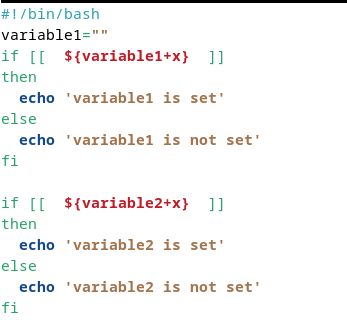 #!/bin/bash
variable1=""
if [[  ${variable1+x}  ]]
then
  echo 'variable1 is set'
else
  echo 'variable1 is not set'
fi

if [[  ${variable2+x}  ]]
then
  echo 'variable2 is set'
else
  echo 'variable2 is not set'
fi